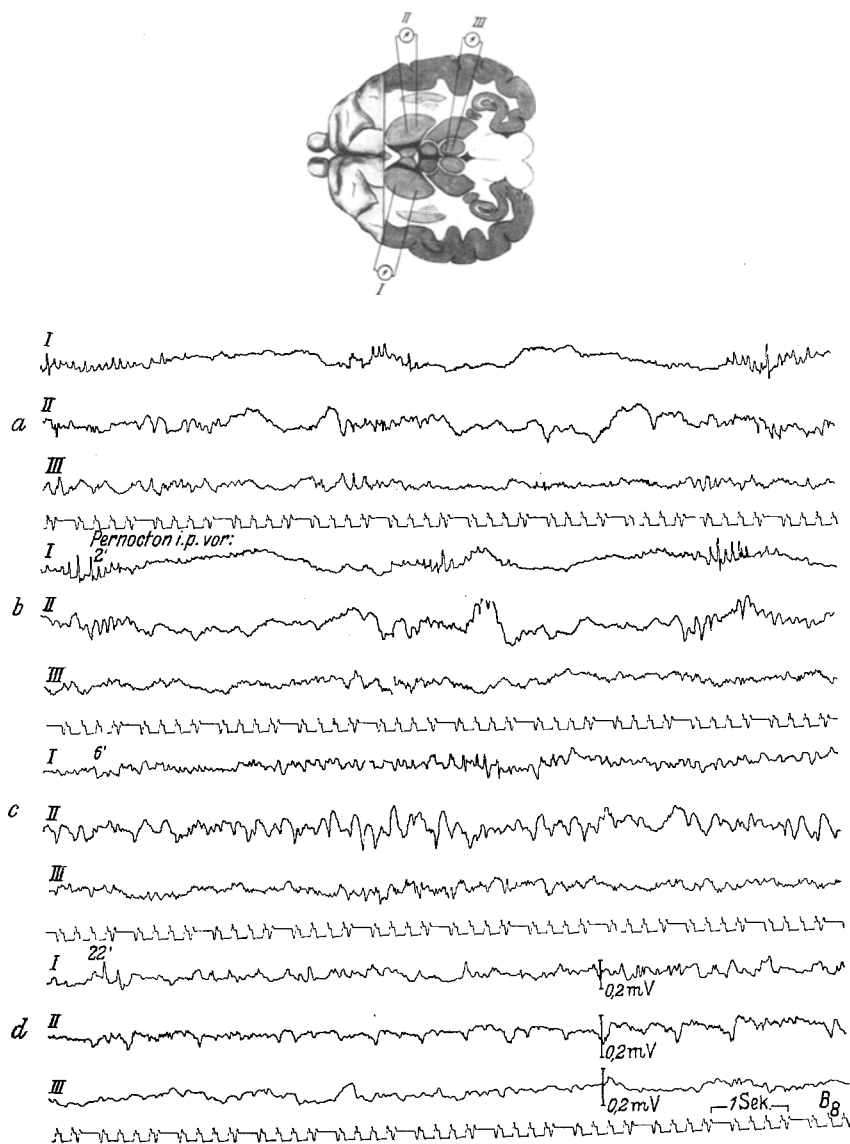 II III
I
I
II
a
III
Pernocton i.p. vor:
I 2'
b II
III
I 6'
c II
III
I 22'
0,2 mV
d II
0,2 mV
III
0,2 mV 1 Sek. B8